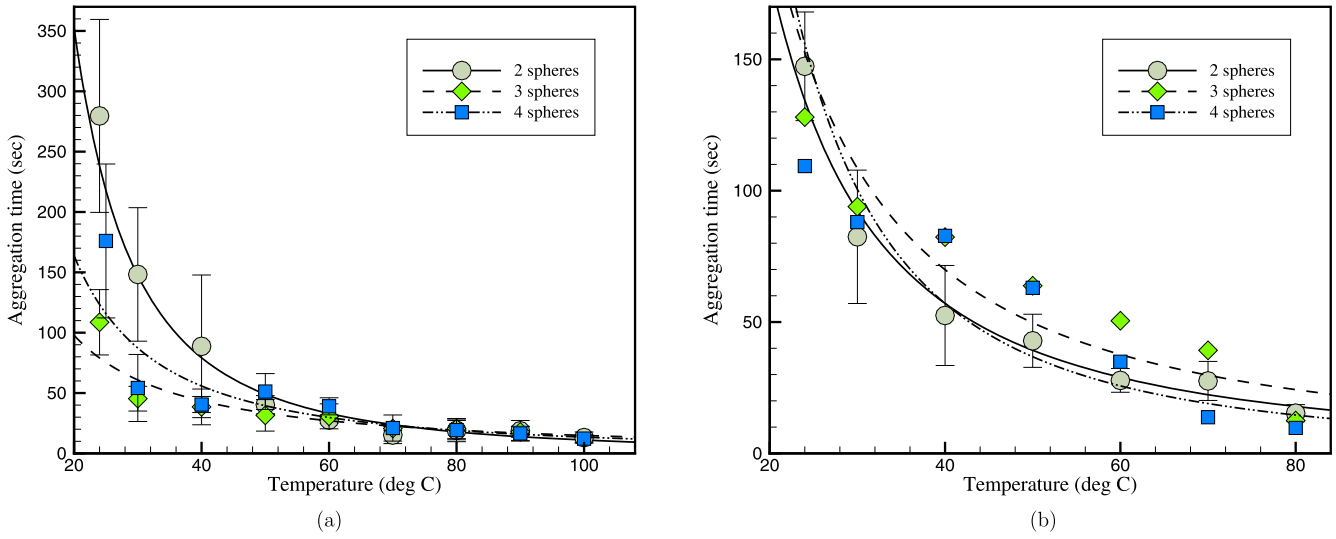 350
300
250
200
150
100
50
0
20
40
60
80
100
Aggregation time (sec)
Temperature (deg C)
2 spheres
3 spheres
4 spheres
(a)
150
100
50
0
20
40
60
80
Aggregation time (sec)
Temperature (deg C)
2 spheres
3 spheres
4 spheres
(b)